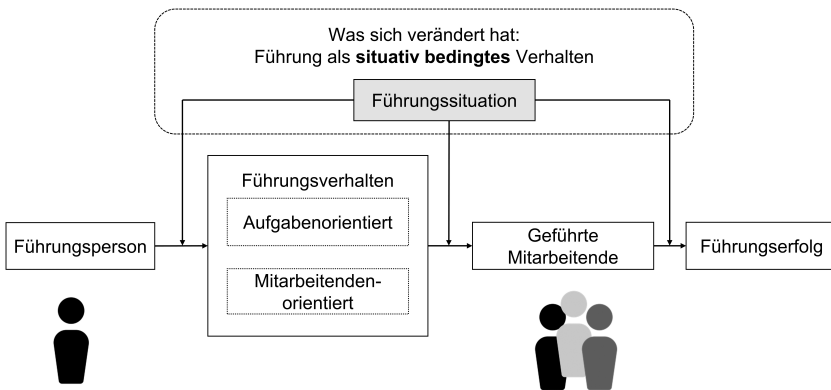 Was sich verändert hat:
Führung als situativ bedingtes Verhalten
Führungssituation
Führungsperson
Führungsverhalten
Aufgabenorientiert
Mitarbeitenden-
orientiert
Geführte
Mitarbeitende
Führungserfolg